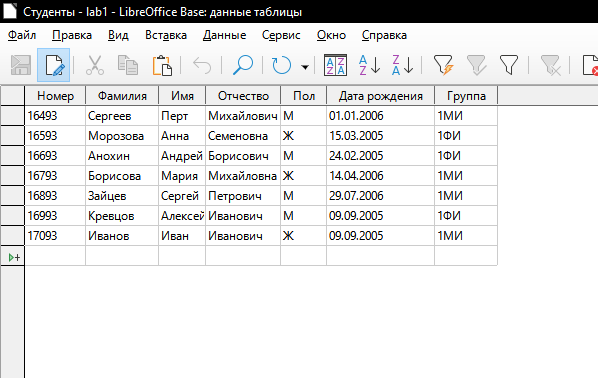 Студенты - lab1 - LibreOffice Base: данные таблицы
Файл Правка Вид Вставка Данные Сервис Окно Справка
Номер Фамилия Имя Отчество Пол Дата рождения Группа
16493 Сергеев Перт Михайлович М 01.01.2006 1МИ
16593 Морозова Анна Семеновна Ж 15.03.2005 1ФИ
16693 Анохин Андрей Борисович М 24.02.2005 1ФИ
16793 Борисова Мария Михайловна Ж 14.04.2006 1МИ
16893 Зайцев Сергей Петрович М 29.07.2006 1МИ
16993 Кревцов Алексей Иванович М 09.09.2005 1ФИ
17093 Иванов Иван Иванович Ж 09.09.2005 1МИ